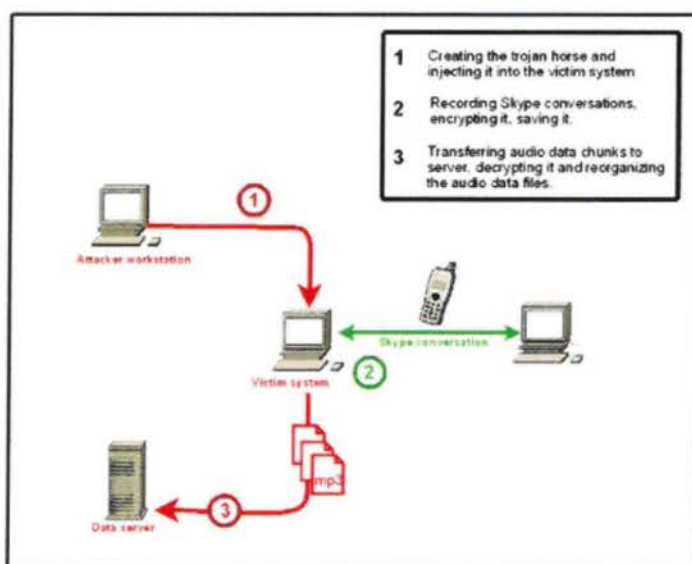 1 Creating the trojan horse and
injecting it into the victim system
2 Recording Skype conversations,
encrypting it, saving it.
3 Transferring audio data chunks to
server, decrypting it and reorganizing
the audio data files.
1
Attacker workstation
Skype conversation
Victim system
2
mp3
3
Data server